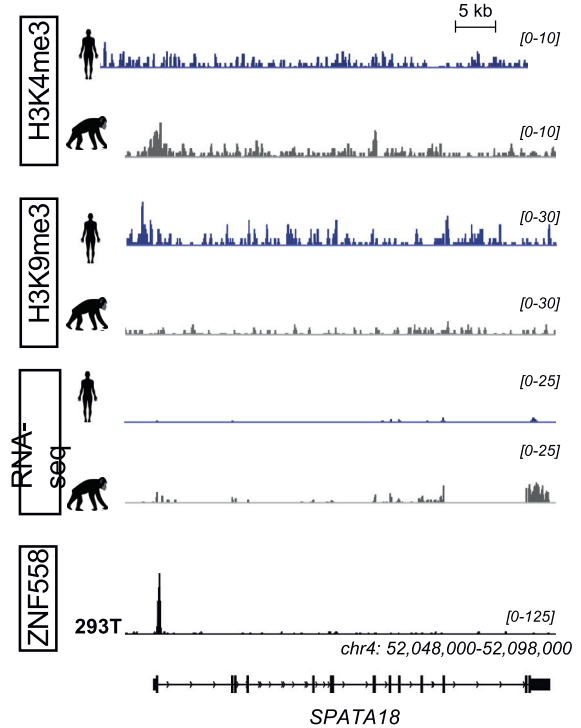 5 kb
H3K4me3
[0-10]
[0-10]
H3K9me3
[0-30]
[0-30]
RNA-
seq
[0-25]
[0-25]
ZNF558
293T
[0-125]
chr4: 52,048,000-52,098,000
SPATA18